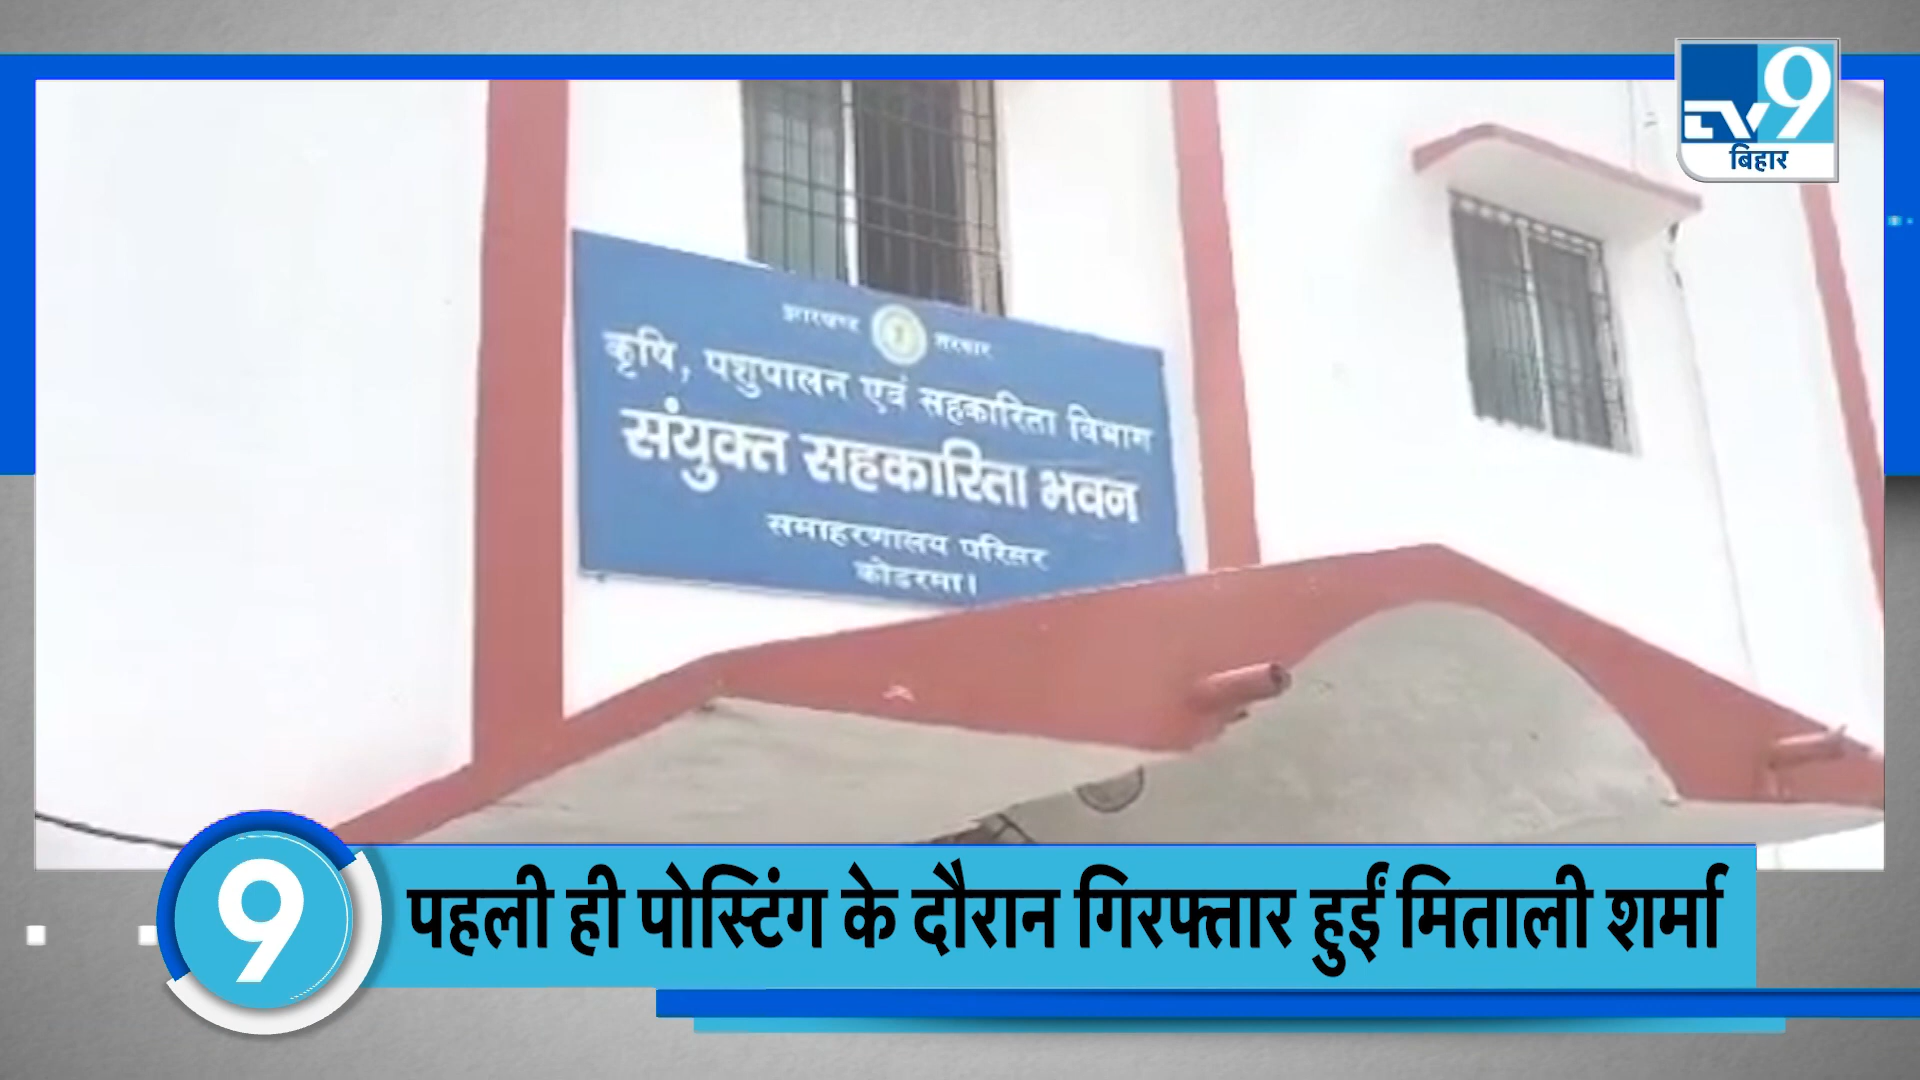 TV9
बिहार
झारखण्ड सरकार
कृषि, पशुपालन एवं सहकारिता विभाग
संयुक्त सहकारिता भवन
समाहरणालय परिसर
कोडरमा।
9 पहली ही पोस्टिंग के दौरान गिरफ्तार हुईं मिताली शर्मा